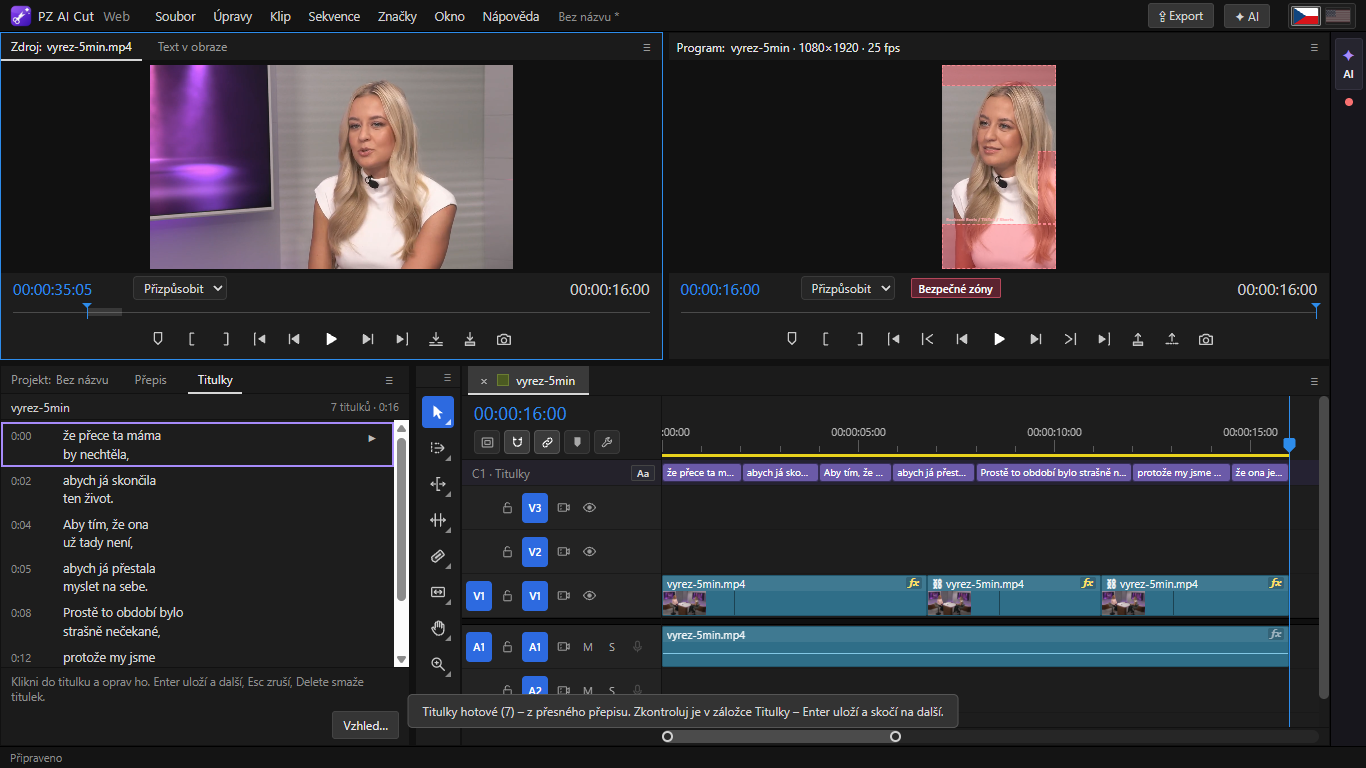 PZ AI Cut Web Soubor Úpravy Klip Sekvence Značky Okno Nápověda Bez názvu * Export AI
Zdroj: vyrez-5min.mp4 Text v obraze
Program: vyrez-5min · 1080×1920 · 25 fps
AI
00:00:35:05 Přizpůsobit 00:00:16:00
00:00:16:00 Přizpůsobit Bezpečné zóny 00:00:16:00
Projekt: Bez názvu Přepis Titulky
vyrez-5min 7 titulků · 0:16
0:00 že přece ta máma
by nechtěla,
0:02 abych já skončila
ten život.
0:04 Aby tím, že ona
už tady není,
0:05 abych já přestala
myslet na sebe.
0:08 Prostě to období bylo
strašně nečekané,
0:12 protože my jsme
Klikni do titulku a oprav ho. Enter uloží a další, Esc zruší, Delete smaže
titulek.
Vzhled...
× vyrez-5min
00:00:16:00
:00:00 00:00:05:00 00:00:10:00 00:00:15:00
C1 · Titulky Aa že přece ta m... abych já sko... Aby tím, že ... abych já přest... Prostě to období bylo strašně n... protože my jsme ... že ona je...
V3
V2
V1 V1 vyrez-5min.mp4 fx vyrez-5min.mp4 fx vyrez-5min.mp4 fx
A1 A1 M S vyrez-5min.mp4 fx
A2 M S
Titulky hotové (7) – z přesného přepisu. Zkontroluj je v záložce Titulky – Enter uloží a skočí na další.
Připraveno